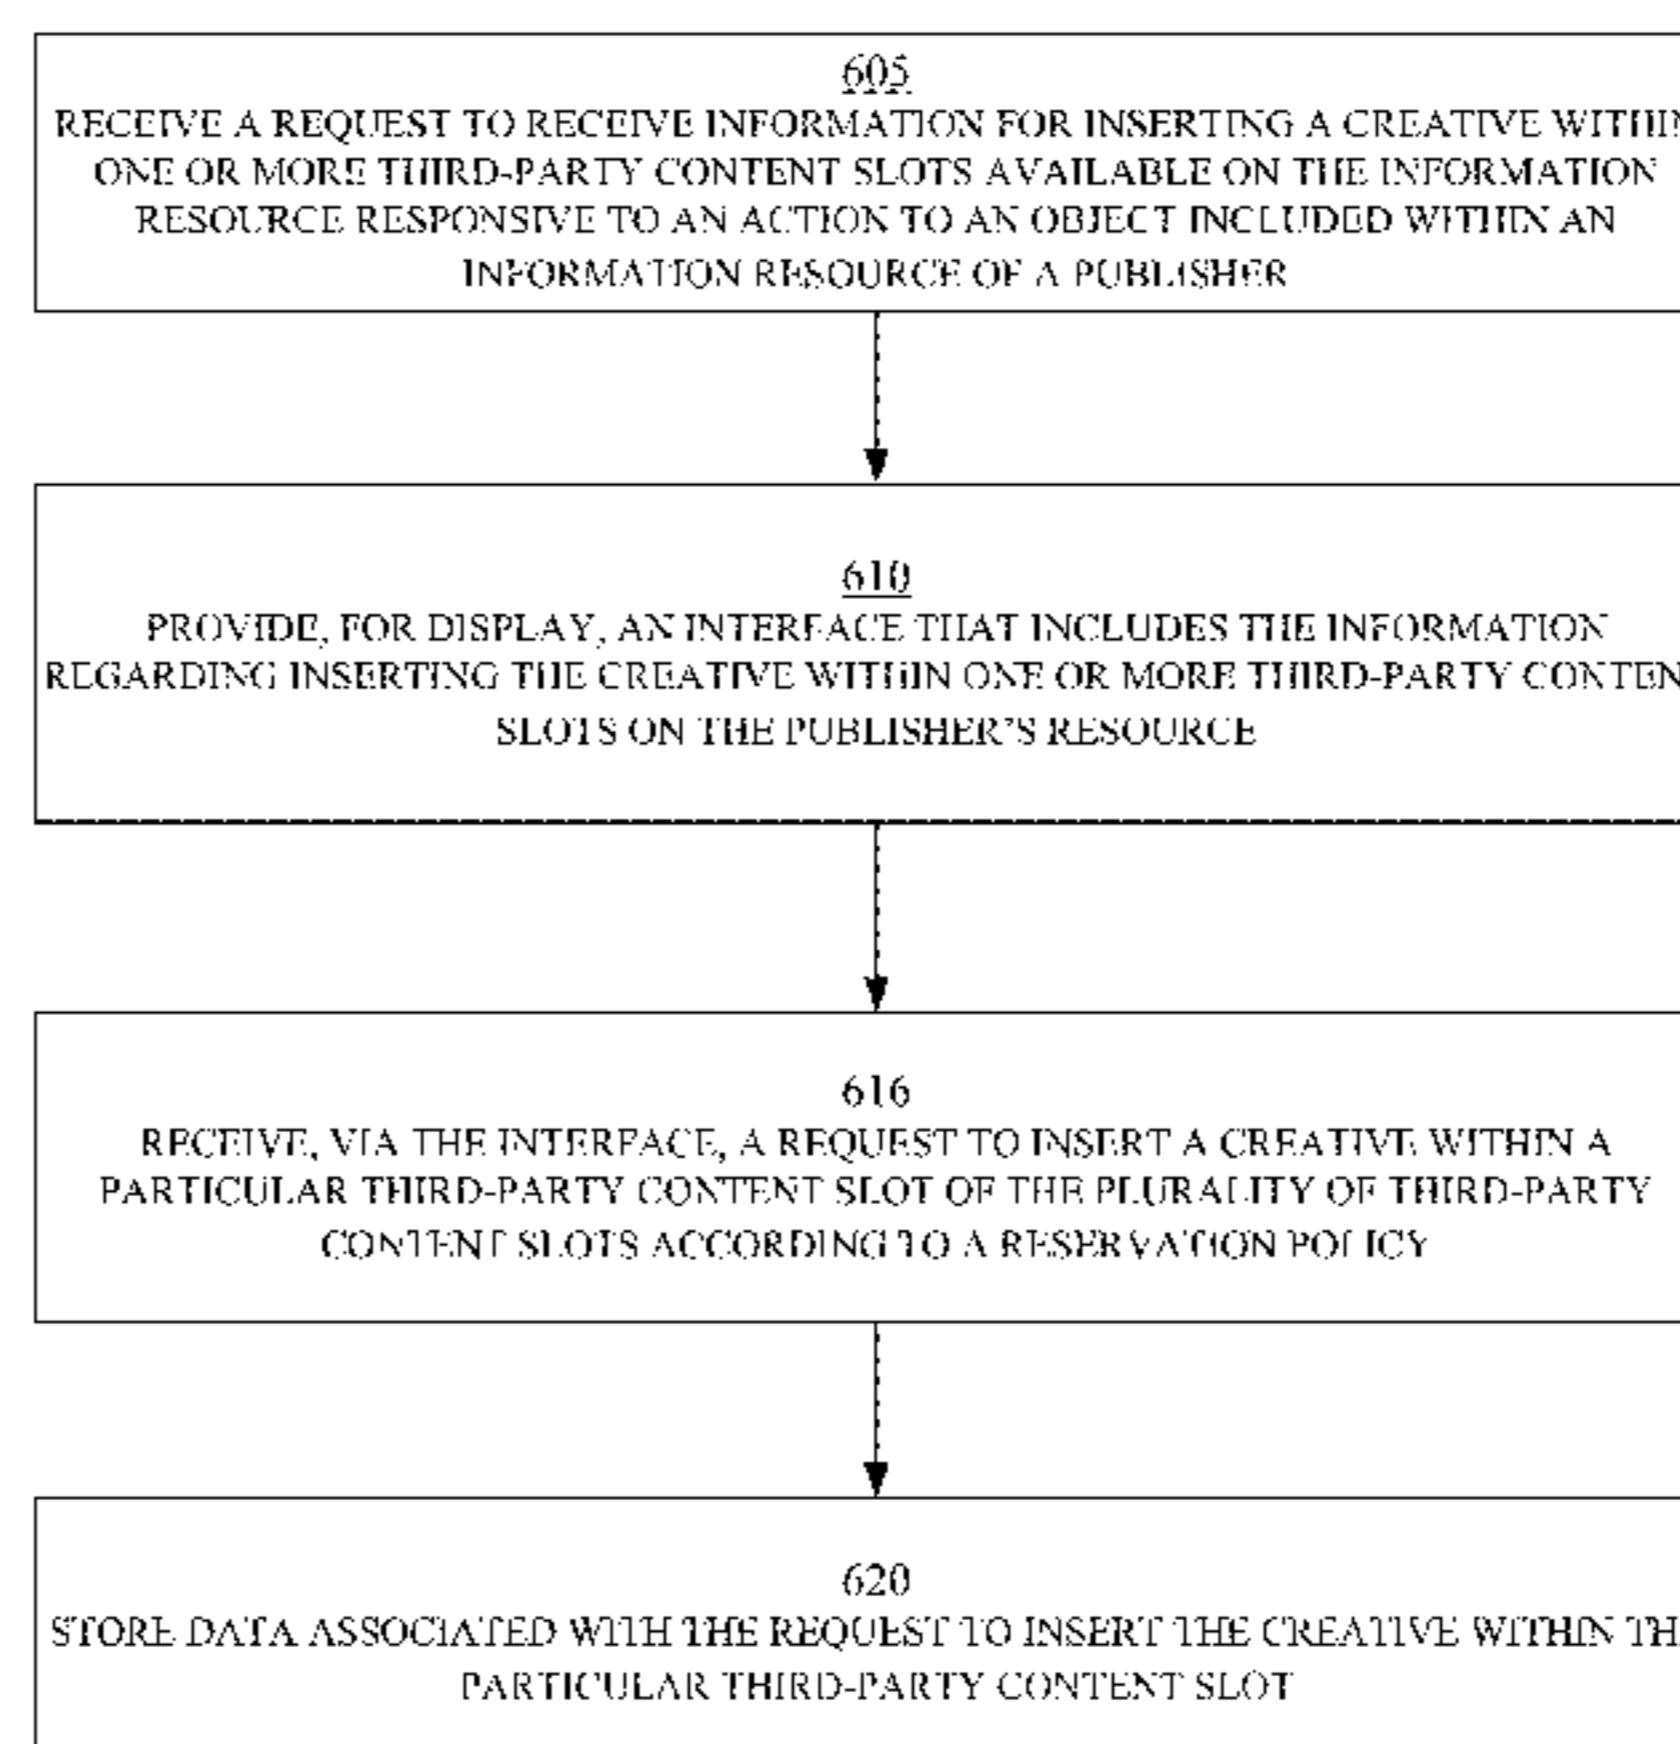 605
RECEIVE A REQUEST TO RECEIVE INFORMATION FOR INSERTING A CREATIVE WITHIN
ONE OR MORE THIRD-PARTY CONTENT SLOTS AVAILABLE ON THE INFORMATION
RESOURCE RESPONSIVE TO AN ACTION TO AN OBJECT INCLUDED WITHIN AN
INFORMATION RESOURCE OF A PUBLISHER
610
PROVIDE, FOR DISPLAY, AN INTERFACE THAT INCLUDES THE INFORMATION
REGARDING INSERTING THE CREATIVE WITHIN ONE OR MORE THIRD-PARTY CONTEN
SLOTS ON THE PUBLISHER'S RESOURCE
616
RECEIVE, VIA THE INTERFACE, A REQUEST TO INSERT A CREATIVE WITHIN A
PARTICULAR THIRD-PARTY CONTENT SLOT OF THE PLURALITY OF THIRD-PARTY
CONTENT SLOTS ACCORDING TO A RESERVATION POLICY
620
STORE DATA ASSOCIATED WITH THE REQUEST TO INSERT THE CREATIVE WITHIN TH
PARTICULAR THIRD-PARTY CONTENT SLOT